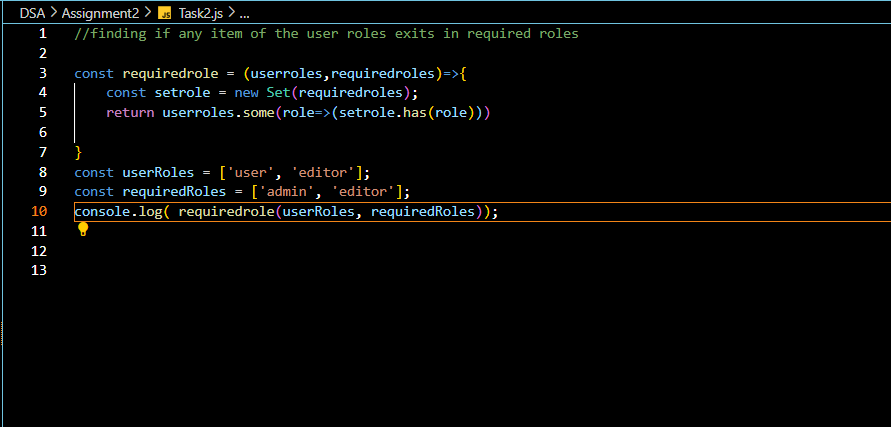 DSA > Assignment2 > JS Task2.js > ...
1 //finding if any item of the user roles exits in required roles
2
3 const requiredrole = (userroles,requiredroles)=>{
4     const setrole = new Set(requiredroles);
5     return userroles.some(role=>(setrole.has(role)))
6
7 }
8 const userRoles = ['user', 'editor'];
9 const requiredRoles = ['admin', 'editor'];
10 console.log( requiredrole(userRoles, requiredRoles));
11
12
13